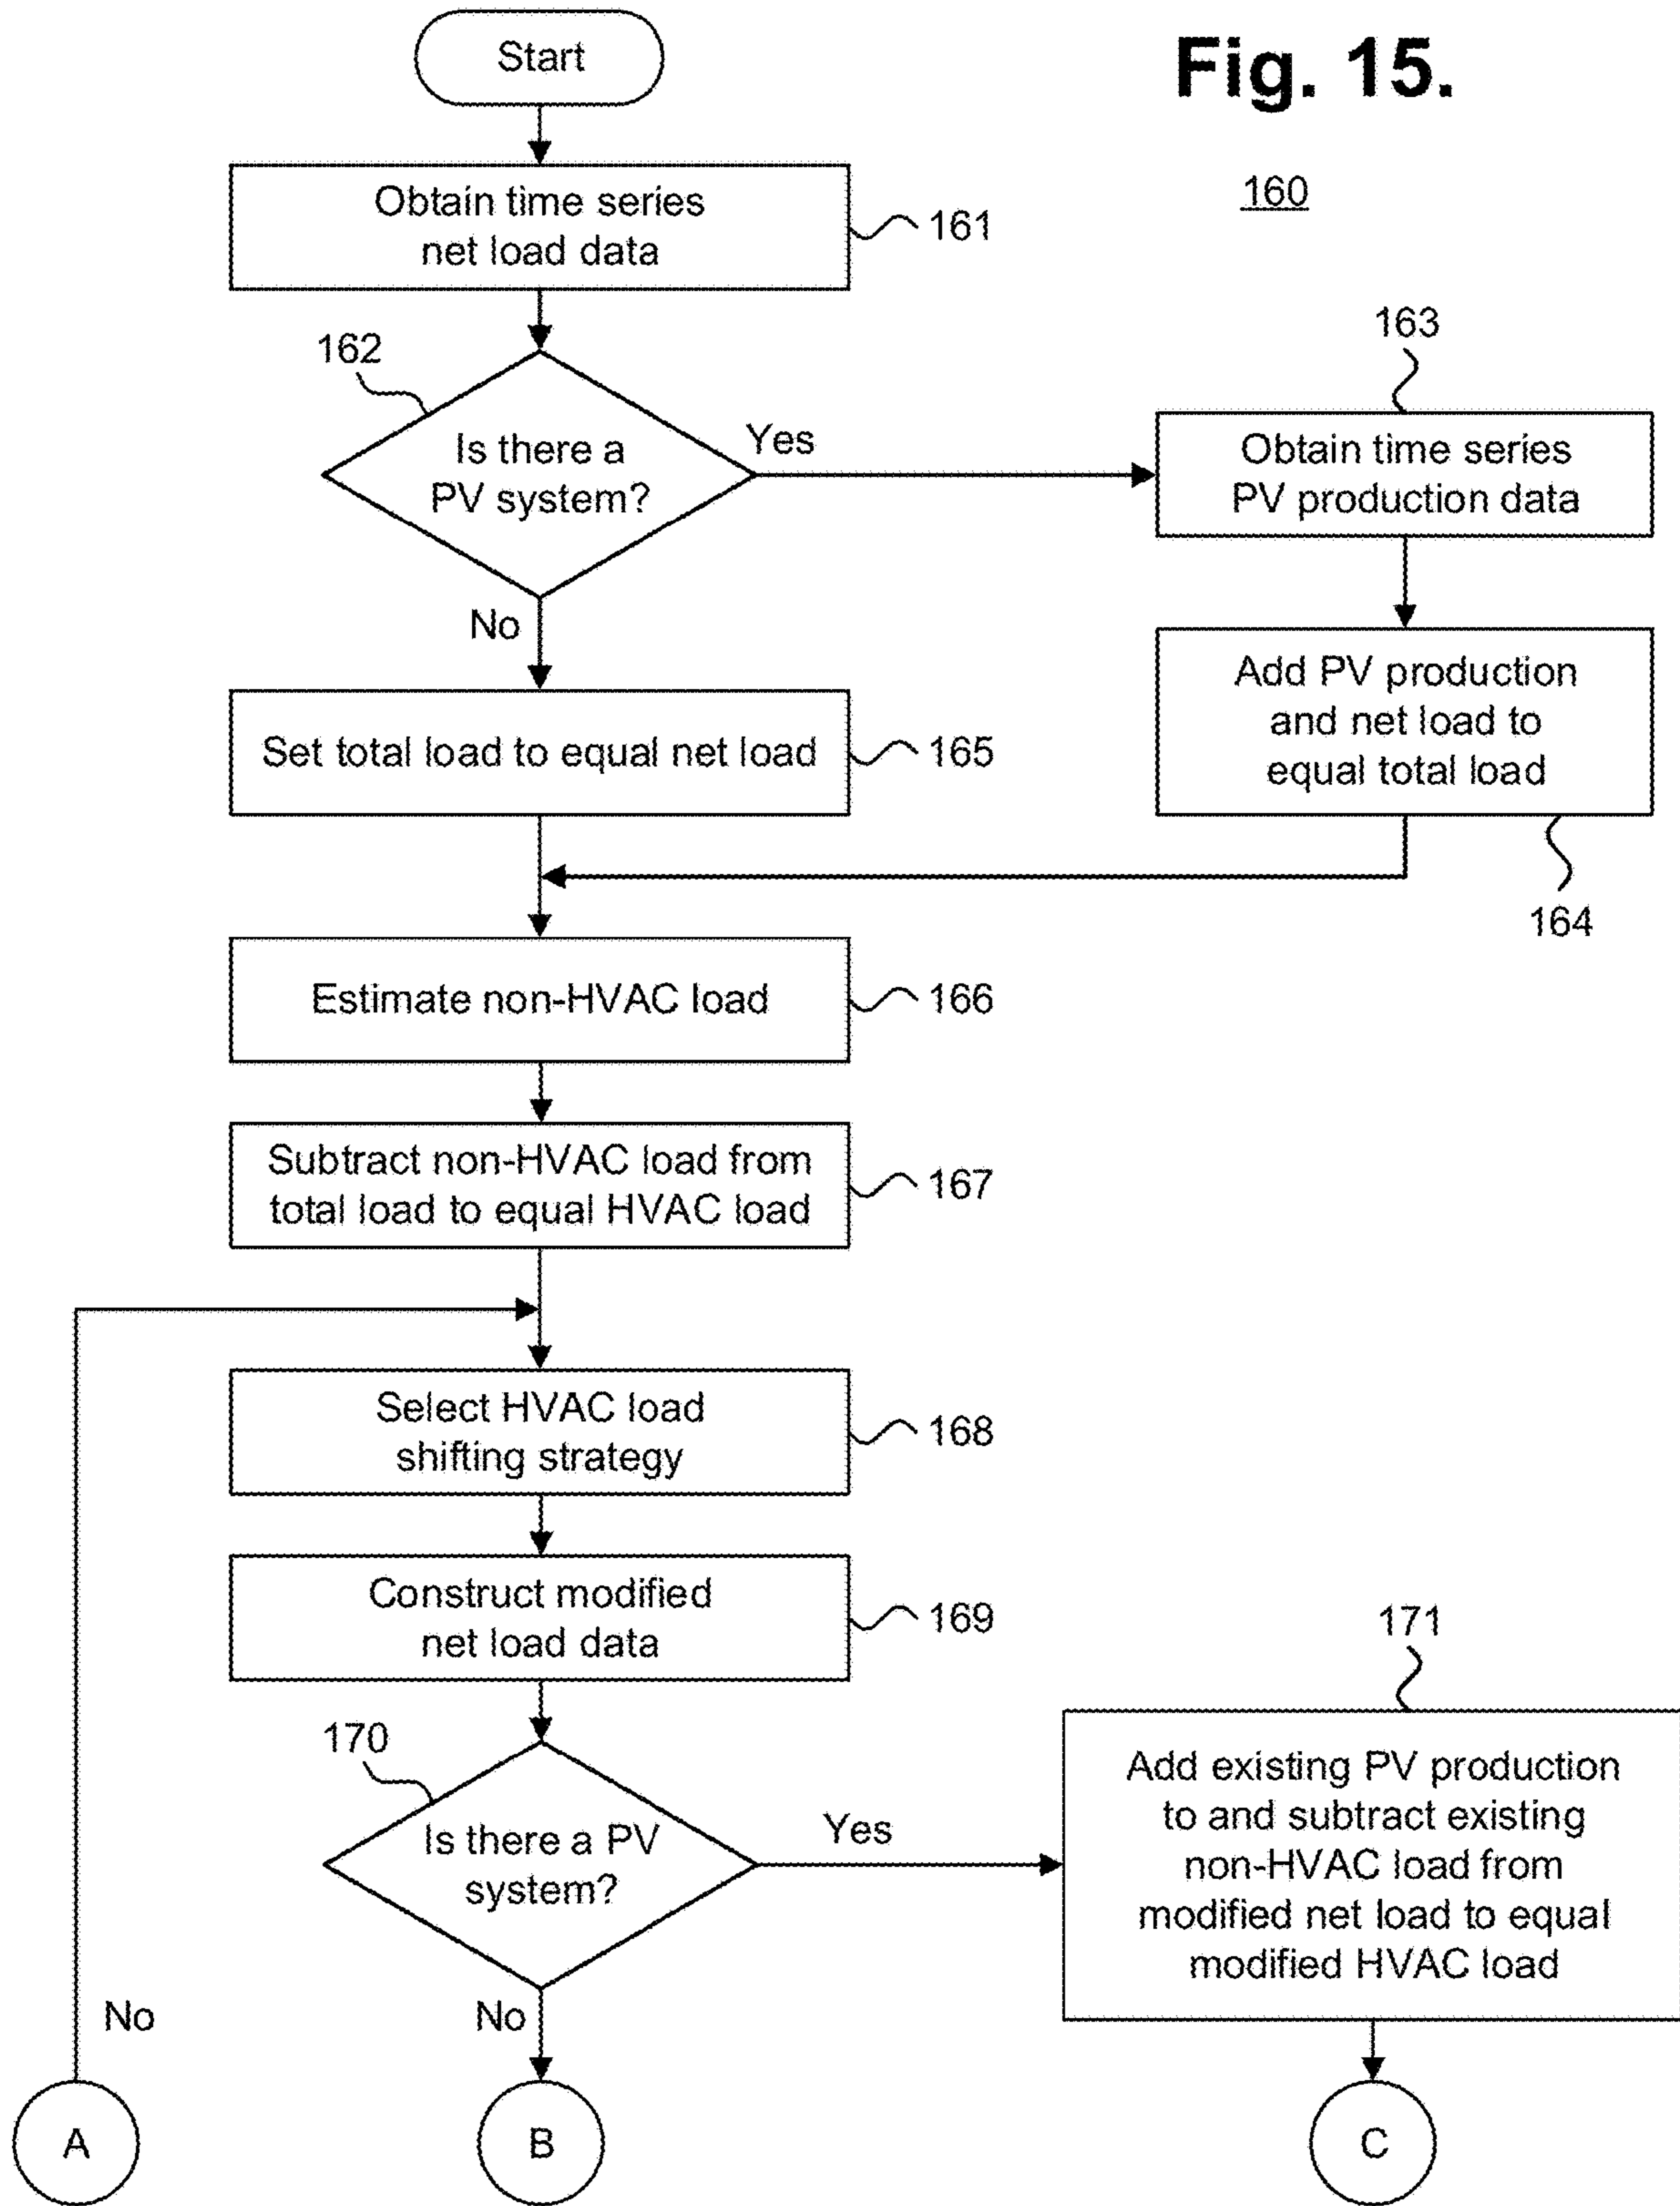 Start
Fig. 15.
160
Obtain time series
net load data
161
162
Is there a
PV system?
Yes
163
Obtain time series
PV production data
No
Add PV production
and net load to
equal total load
164
Set total load to equal net load
165
Estimate non-HVAC load
166
Subtract non-HVAC load from
total load to equal HVAC load
167
Select HVAC load
shifting strategy
168
Construct modified
net load data
169
170
Is there a PV
system?
Yes
171
Add existing PV production
to and subtract existing
non-HVAC load from
modified net load to equal
modified HVAC load
No
No
A
B
C